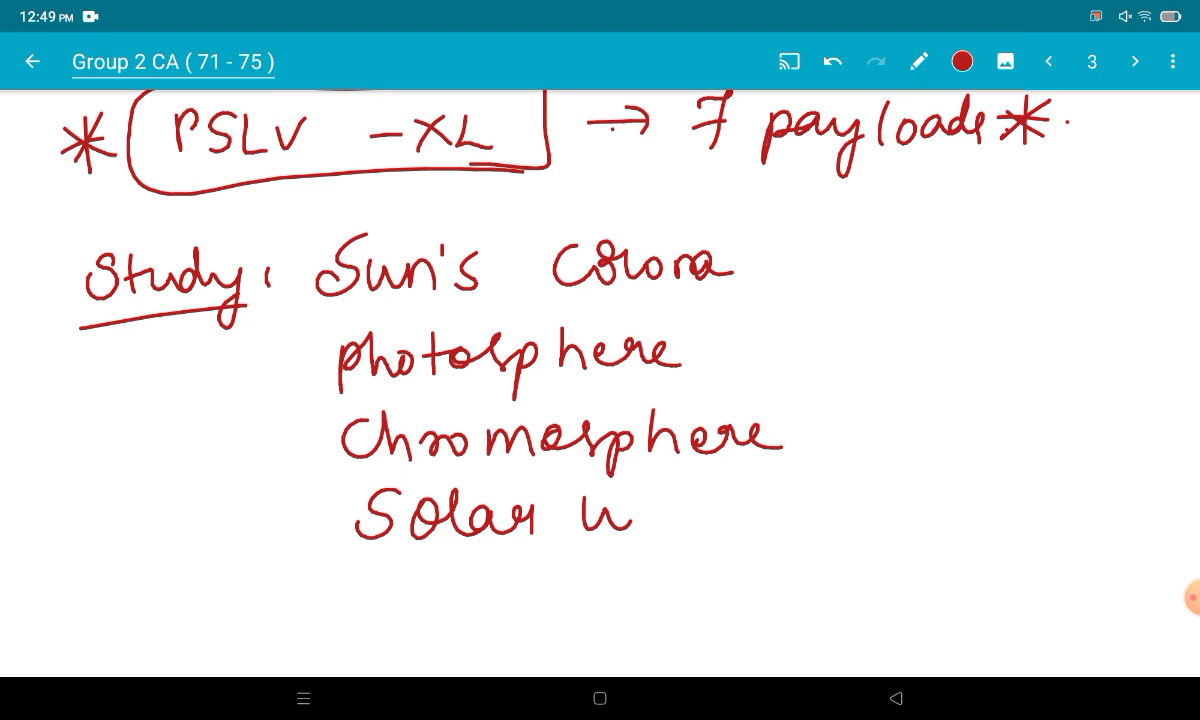 12:49 PM
Group 2 CA ( 71 - 75 )
3
* PSLV - XL → 7 payloads *.
Study: Sun's Corona
photosphere
Chromosphere
Solar w